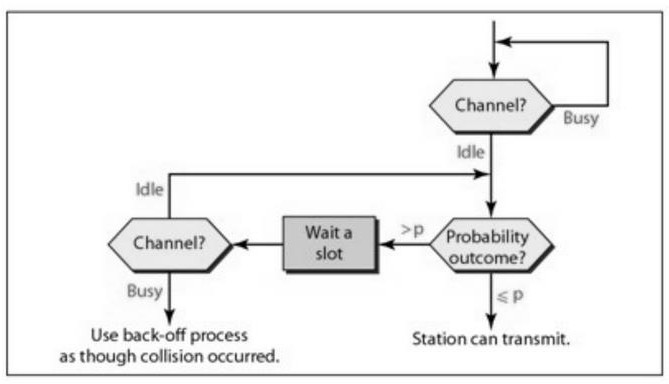 Channel?
Busy
Idle
Idle
Channel?
Wait a
slot
>p
Probability
outcome?
Busy
⩽ p
Use back-off process
as though collision occurred.
Station can transmit.